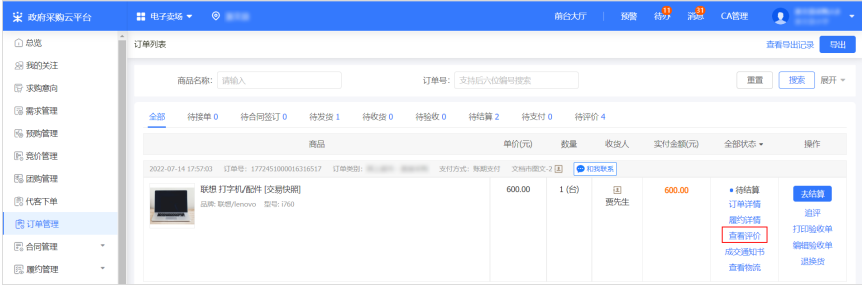 政府采购云平台 电子卖场 前台大厅 预警 待办 11 消息 31 CA管理
总览
我的关注
求购意向
需求管理
预购管理
竞价管理
团购管理
代客下单
订单管理
合同管理
履约管理
订单列表 查看导出记录 导出
商品名称： 请输入 订单号： 支持后八位编号搜索 重置 搜索 展开
全部 待接单 0 待合同签订 0 待发货 1 待收货 0 待验收 0 待结算 2 待支付 0 待评价 4
商品 单价(元) 数量 收货人 实付金额(元) 全部状态 操作
2022-07-14 17:57:03 订单号：1772451000016316517 订单类别： 支付方式：账期支付 文档市图文-2 和我联系
联想 打字机/配件 [交易快照] 600.00 1 (台) 贾先生 600.00 待结算 去结算
品牌: 联想/lenovo 型号: i760
订单详情 追评
履约详情 打印验收单
查看评价 编辑验收单
成交通知书 退换货
查看物流